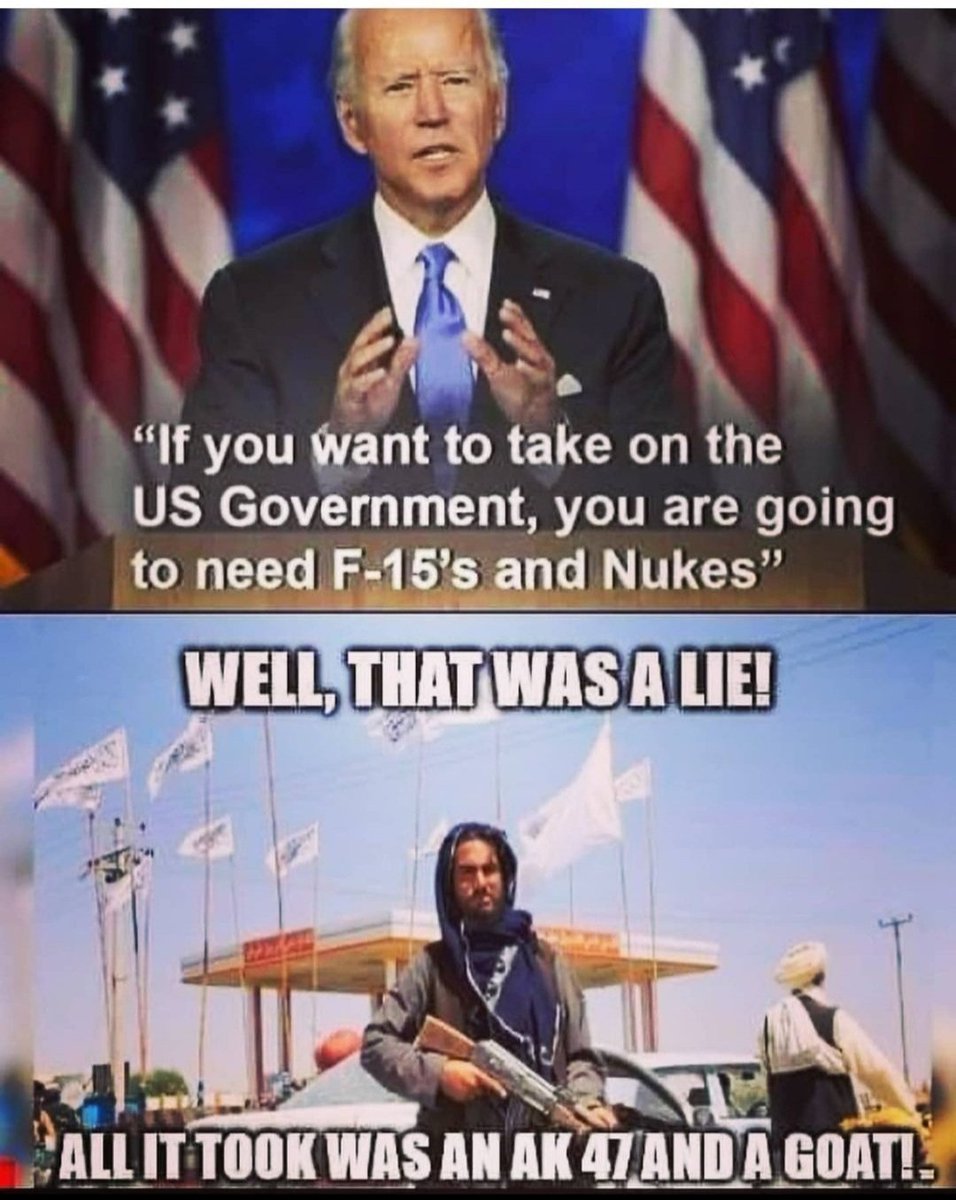 “If you want to take on the
US Government, you are going
to need F-15’s and Nukes”
WELL, THAT WAS A LIE!
ALL IT TOOK WAS AN AK 47 AND A GOAT!.